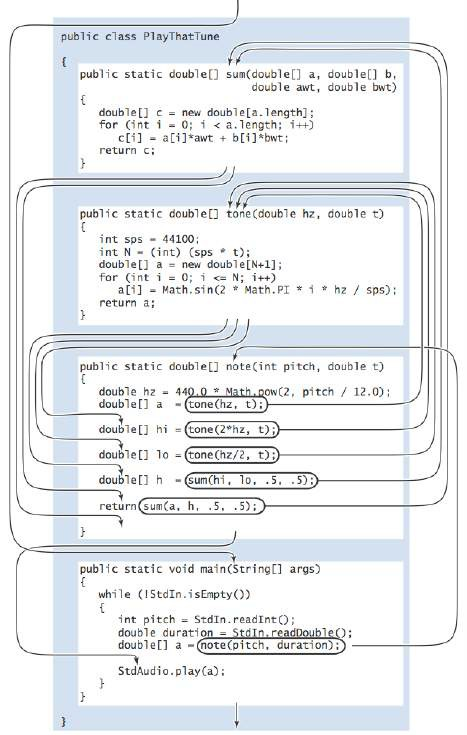 public class PlayThatTune
{
public static double[] sum(double[] a, double[] b,
double awt, double bwt)
{
double[] c = new double[a.length];
for (int i = 0; i < a.length; i++)
c[i] = a[i]*awt + b[i]*bwt;
return c;
}
public static double[] tone(double hz, double t)
{
int sps = 44100;
int N = (int) (sps * t);
double[] a = new double[N+1];
for (int i = 0; i <= N; i++)
a[i] = Math.sin(2 * Math.PI * i * hz / sps);
return a;
}
public static double[] note(int pitch, double t)
{
double hz = 440.0 * Math.pow(2, pitch / 12.0);
double[] a = tone(hz, t);
double[] hi = tone(2*hz, t);
double[] lo = tone(hz/2, t);
double[] h = sum(hi, lo, .5, .5);
return sum(a, h, .5, .5);
}
public static void main(String[] args)
{
while (!StdIn.isEmpty())
{
int pitch = StdIn.readInt();
double duration = StdIn.readDouble();
double[] a = note(pitch, duration);
StdAudio.play(a);
}
}
}